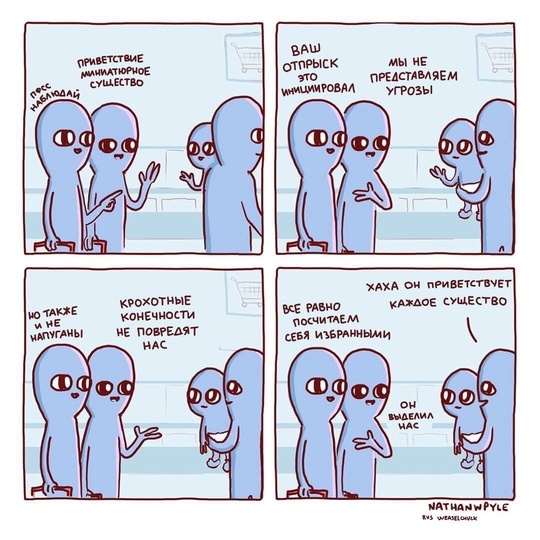 ПССС
НАБЛЮДАЙ
ПРИВЕТСТВИЕ
МИНИАТЮРНОЕ
СУЩЕСТВО
ВАШ
ОТПРЫСК
ЭТО
ИНИЦИИРОВАЛ
МЫ НЕ
ПРЕДСТАВЛЯЕМ
УГРОЗЫ
НО ТАКЖЕ
И НЕ
НАПУГАНЫ
КРОХОТНЫЕ
КОНЕЧНОСТИ
НЕ ПОВРЕДЯТ
НАС
ХАХА ОН ПРИВЕТСТВУЕТ
КАЖДОЕ СУЩЕСТВО
ВСЕ РАВНО
ПОСЧИТАЕМ
СЕБЯ ИЗБРАННЫМИ
ОН
ВЫДЕЛИЛ
НАС
NATHANWPYLE
RUS WEASELCHUCK